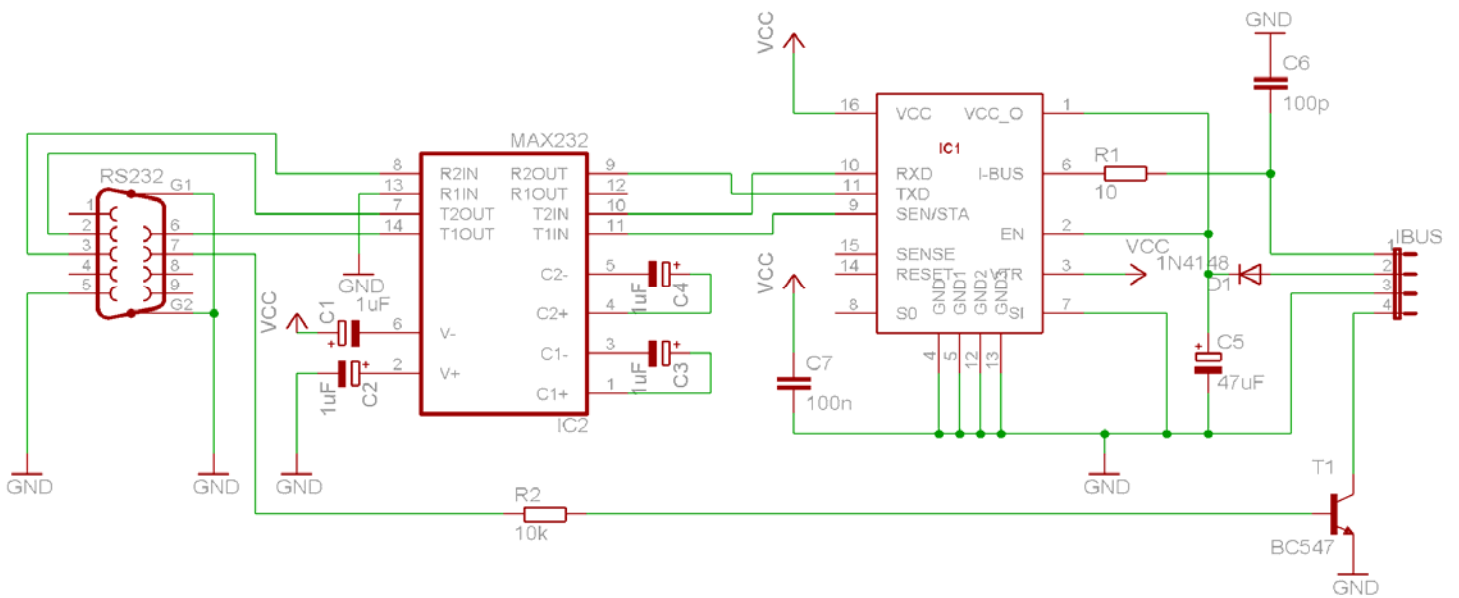 GND
VCC
C6
100p
MAX232
16 VCC VCC_O 1
IC1
8 R2IN R2OUT 9
10 RXD I-BUS 6
R1
10
RS232
G1
13 R1IN R1OUT 12
11 TXD
1
7 T2OUT T2IN 10
9 SEN/STA
2 6
14 T1OUT T1IN 11
EN 2
IBUS
3 7
15 SENSE
VCC
1N4148
1
4 8
C2- 5
C4
1uF
14 RESET VTR 3
D1
2
5 9
GND
1uF
VCC
3
G2
C1
VCC
C2+ 4
8 S0 GND GND1 GND2 GND3 SI 7
4
6 V-
C1- 3
C3
1uF
4 5 12 13
C5
47uF
2 V+
C7
100n
1uF
C2
C1+ 1
IC2
GND
GND
GND
GND
T1
R2
10k
BC547
GND